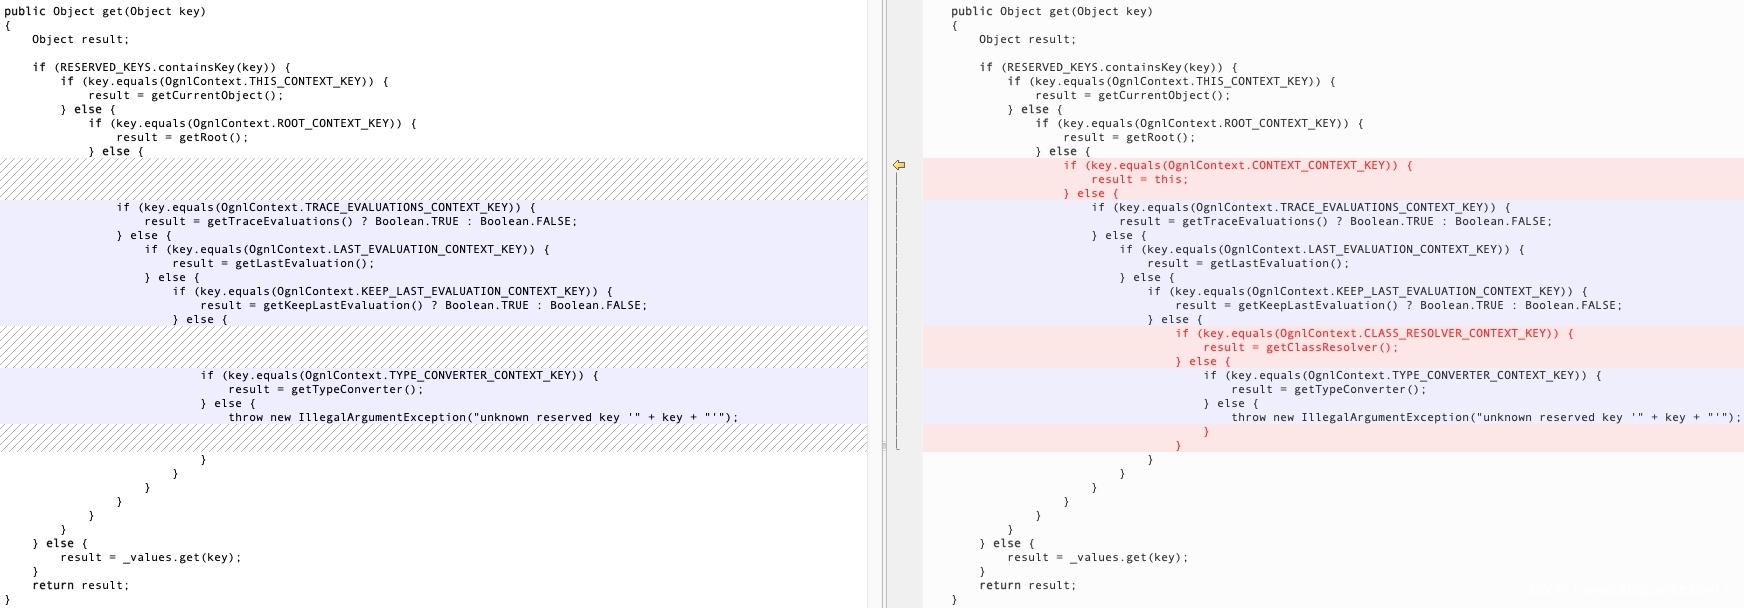 public Object get(Object key)
{
    Object result;

    if (RESERVED_KEYS.containsKey(key)) {
        if (key.equals(OgnlContext.THIS_CONTEXT_KEY)) {
            result = getCurrentObject();
        } else {
            if (key.equals(OgnlContext.ROOT_CONTEXT_KEY)) {
                result = getRoot();
            } else {
                if (key.equals(OgnlContext.TRACE_EVALUATIONS_CONTEXT_KEY)) {
                    result = getTraceEvaluations() ? Boolean.TRUE : Boolean.FALSE;
                } else {
                    if (key.equals(OgnlContext.LAST_EVALUATION_CONTEXT_KEY)) {
                        result = getLastEvaluation();
                    } else {
                        if (key.equals(OgnlContext.KEEP_LAST_EVALUATION_CONTEXT_KEY)) {
                            result = getKeepLastEvaluation() ? Boolean.TRUE : Boolean.FALSE;
                        } else {
                            if (key.equals(OgnlContext.TYPE_CONVERTER_CONTEXT_KEY)) {
                                result = getTypeConverter();
                            } else {
                                throw new IllegalArgumentException("unknown reserved key '" + key + "'");
                            }
                        }
                    }
                }
            }
        }
    } else {
        result = _values.get(key);
    }
    return result;
}
public Object get(Object key)
{
    Object result;

    if (RESERVED_KEYS.containsKey(key)) {
        if (key.equals(OgnlContext.THIS_CONTEXT_KEY)) {
            result = getCurrentObject();
        } else {
            if (key.equals(OgnlContext.ROOT_CONTEXT_KEY)) {
                result = getRoot();
            } else {
                if (key.equals(OgnlContext.CONTEXT_CONTEXT_KEY)) {
                    result = this;
                } else {
                    if (key.equals(OgnlContext.TRACE_EVALUATIONS_CONTEXT_KEY)) {
                        result = getTraceEvaluations() ? Boolean.TRUE : Boolean.FALSE;
                    } else {
                        if (key.equals(OgnlContext.LAST_EVALUATION_CONTEXT_KEY)) {
                            result = getLastEvaluation();
                        } else {
                            if (key.equals(OgnlContext.KEEP_LAST_EVALUATION_CONTEXT_KEY)) {
                                result = getKeepLastEvaluation() ? Boolean.TRUE : Boolean.FALSE;
                            } else {
                                if (key.equals(OgnlContext.CLASS_RESOLVER_CONTEXT_KEY)) {
                                    result = getClassResolver();
                                } else {
                                    if (key.equals(OgnlContext.TYPE_CONVERTER_CONTEXT_KEY)) {
                                        result = getTypeConverter();
                                    } else {
                                        throw new IllegalArgumentException("unknown reserved key '" + key + "'");
                                    }
                                }
                            }
                        }
                    }
                }
            }
        }
    } else {
        result = _values.get(key);
    }
    return result;
}